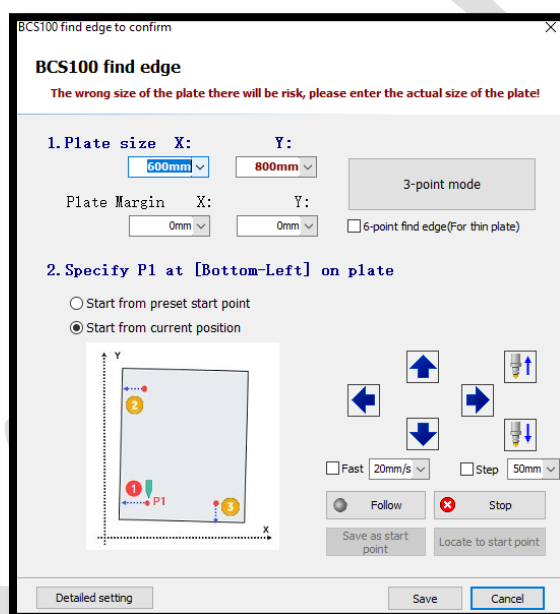 BCS100 find edge to confirm
BCS100 find edge
The wrong size of the plate there will be risk, please enter the actual size of the plate!
1.Plate size X: Y:
600mm 800mm
3-point mode
Plate Margin X: Y:
0mm 0mm
6-point find edge(For thin plate)
2.Specify P1 at [Bottom-Left] on plate
Start from preset start point
Start from current position
Y
2
1
P1
3
X
Fast 20mm/s Step 50mm
Follow Stop
Save as start point Locate to start point
Detailed setting Save Cancel